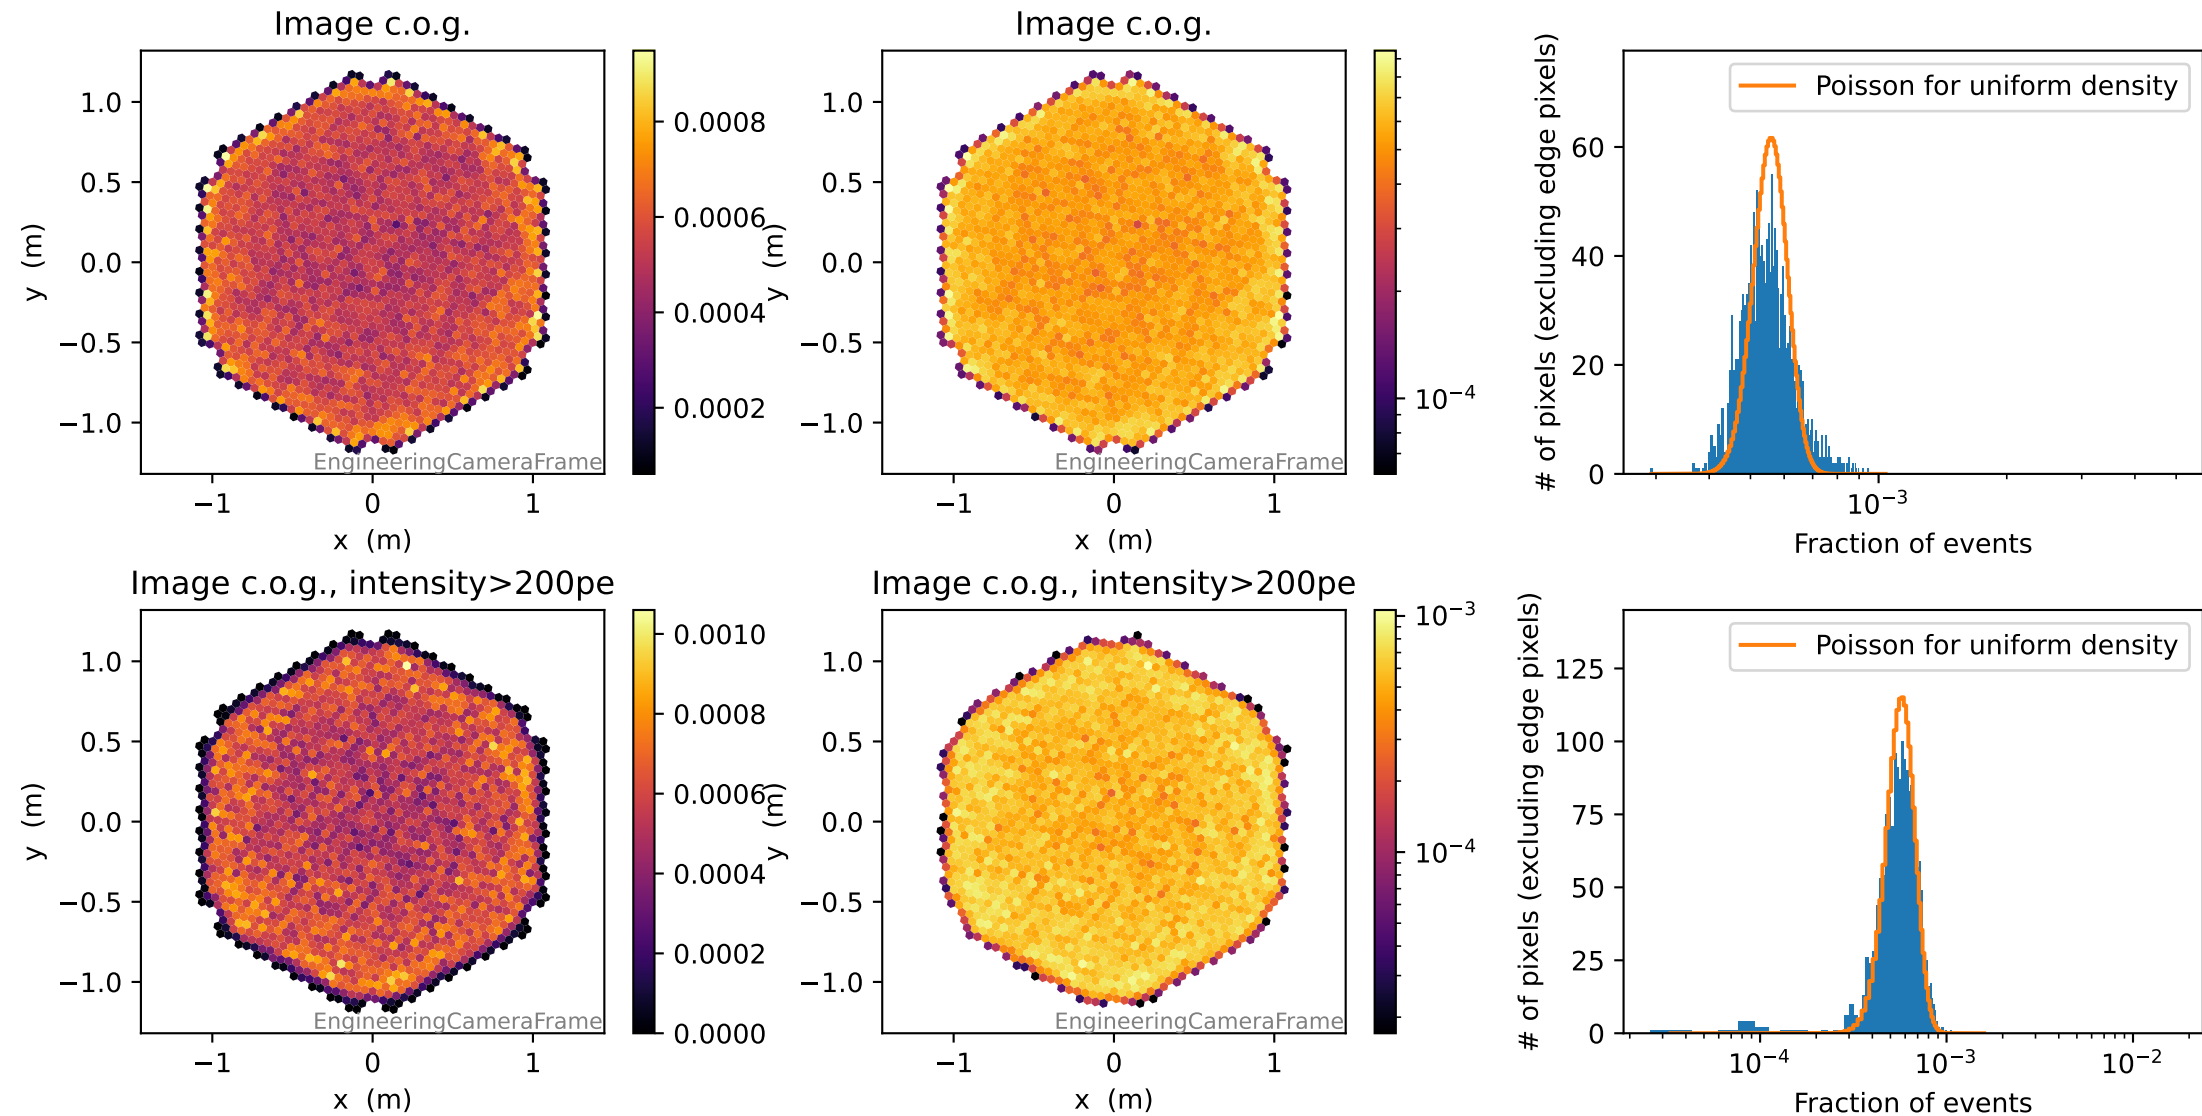 Image c.o.g.
1.0
0.5
0.0
−0.5
−1.0
y (m)
−1
0
1
x (m)
EngineeringCameraFrame
0.0008
0.0006
0.0004
0.0002
Image c.o.g.
1.0
0.5
0.0
−0.5
−1.0
y (m)
−1
0
1
x (m)
EngineeringCameraFrame
10⁻⁴
# of pixels (excluding edge pixels)
60
40
20
0
Poisson for uniform density
10⁻³
Fraction of events
Image c.o.g., intensity>200pe
1.0
0.5
0.0
−0.5
−1.0
y (m)
−1
0
1
x (m)
EngineeringCameraFrame
0.0010
0.0008
0.0006
0.0004
0.0002
0.0000
Image c.o.g., intensity>200pe
1.0
0.5
0.0
−0.5
−1.0
y (m)
−1
0
1
x (m)
EngineeringCameraFrame
10⁻³
10⁻⁴
# of pixels (excluding edge pixels)
125
100
75
50
25
0
Poisson for uniform density
10⁻⁴
10⁻³
10⁻²
Fraction of events